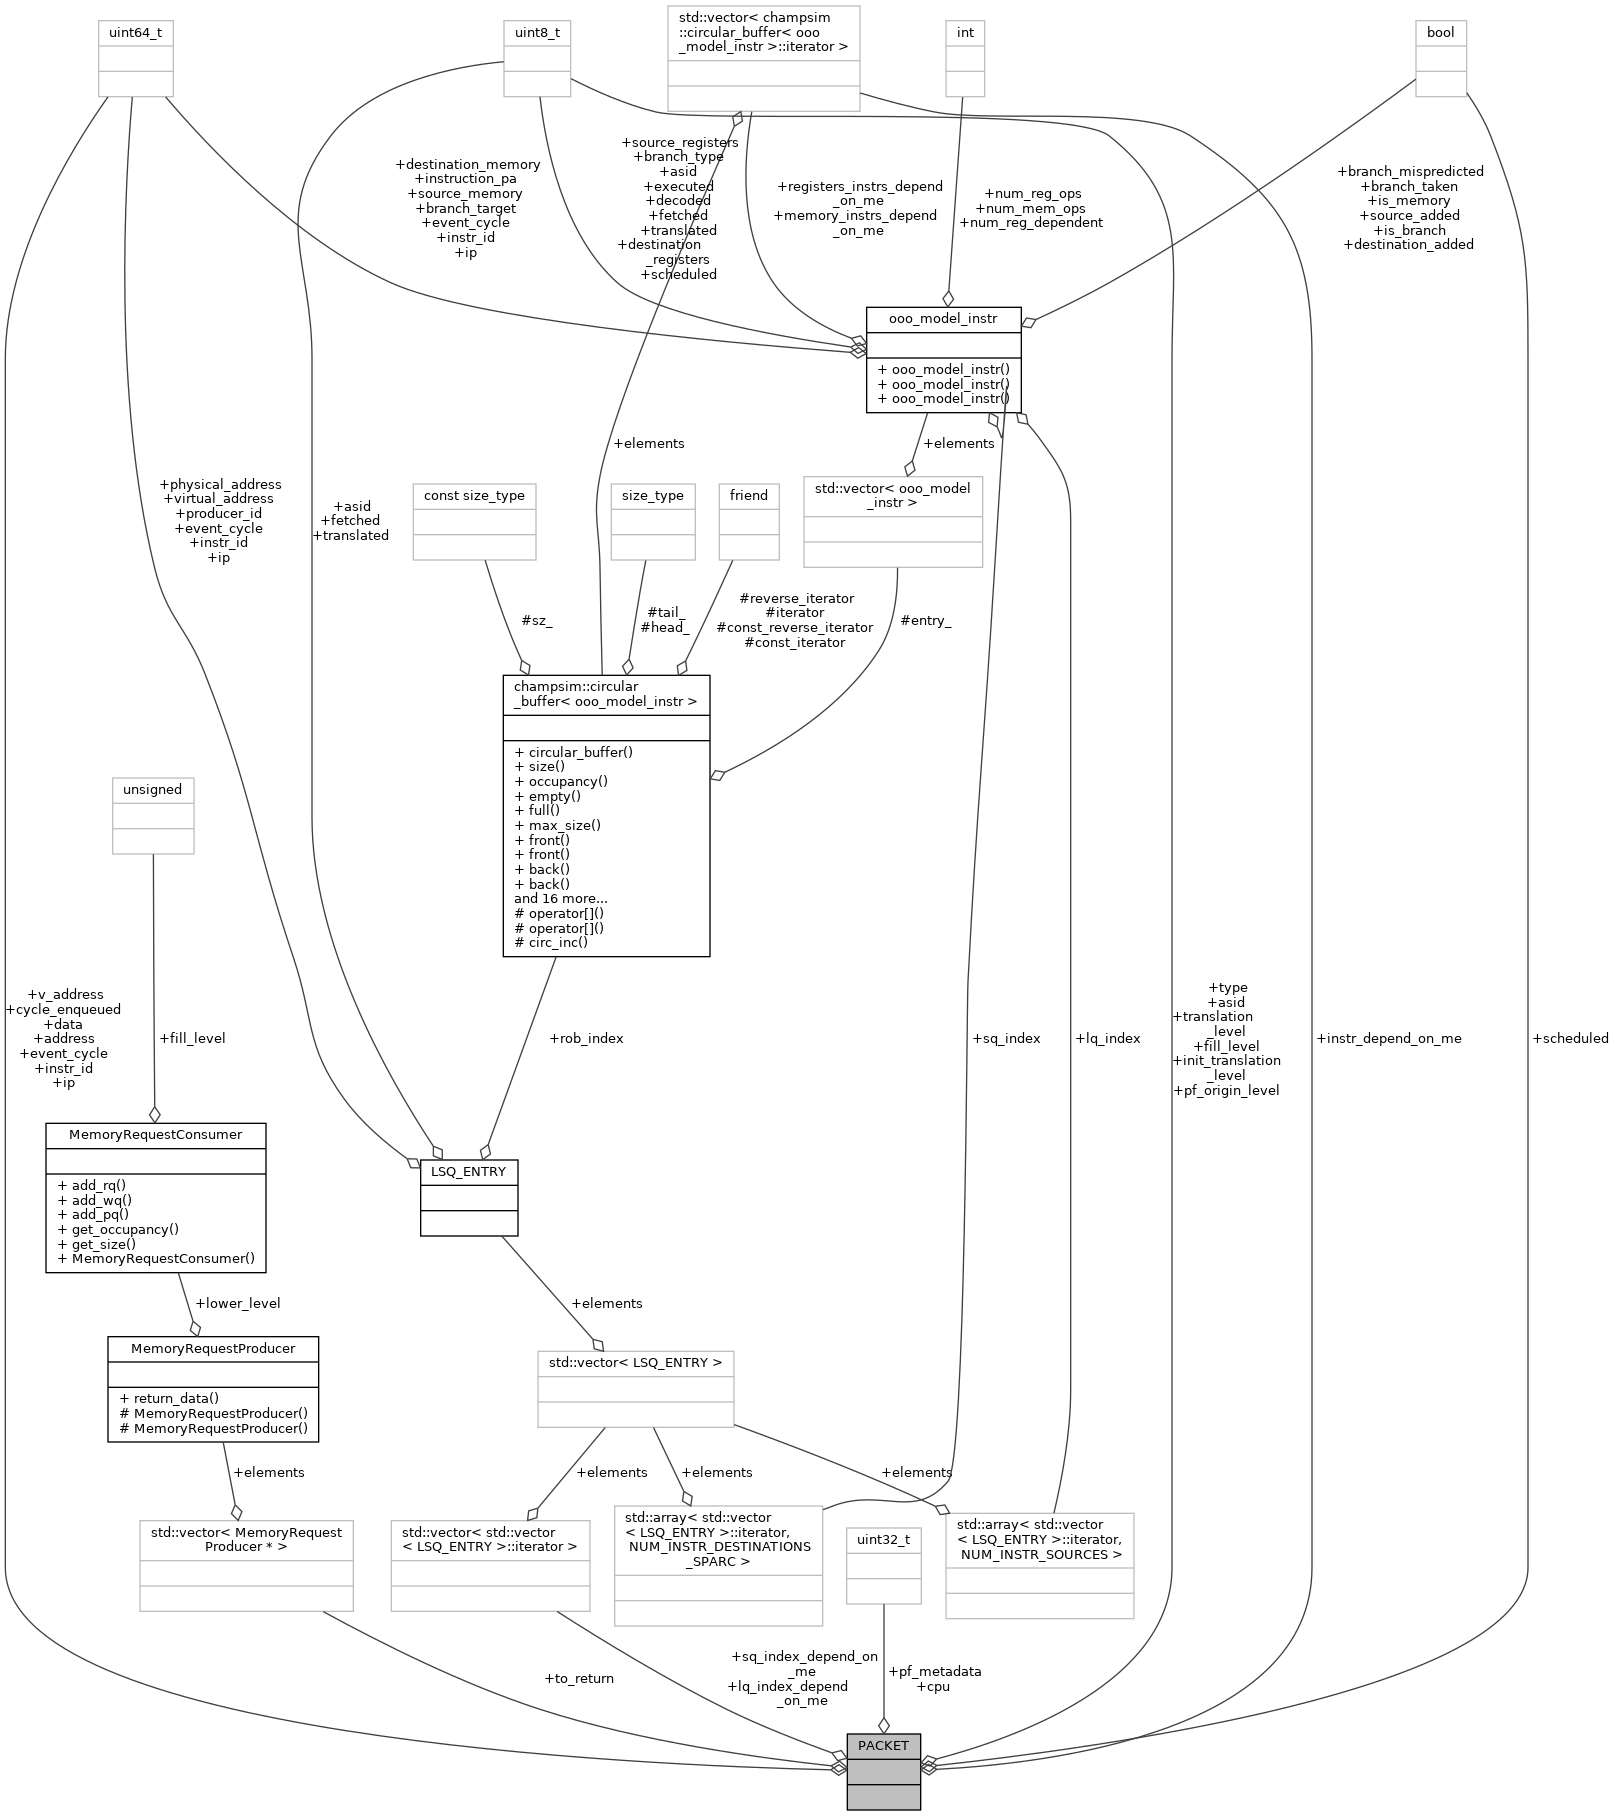 uint64_t
uint8_t
std::vector< champsim
::circular_buffer< ooo
_model_instr >::iterator >
int
bool
+source_registers
+branch_type
+asid
+executed
+decoded
+fetched
+translated
+destination
_registers
+scheduled
+destination_memory
+instruction_pa
+source_memory
+branch_target
+event_cycle
+instr_id
+ip
+registers_instrs_depend
_on_me
+memory_instrs_depend
_on_me
+num_reg_ops
+num_mem_ops
+num_reg_dependent
+branch_mispredicted
+branch_taken
+is_memory
+source_added
+is_branch
+destination_added
ooo_model_instr
+ ooo_model_instr()
+ ooo_model_instr()
+ ooo_model_instr()
+elements
+elements
+physical_address
+virtual_address
+producer_id
+event_cycle
+instr_id
+ip
+asid
+fetched
+translated
const size_type
size_type
friend
std::vector< ooo_model
_instr >
#sz_
#tail_
#head_
#reverse_iterator
#iterator
#const_reverse_iterator
#const_iterator
#entry_
champsim::circular
_buffer< ooo_model_instr >
+ circular_buffer()
+ size()
+ occupancy()
+ empty()
+ full()
+ max_size()
+ front()
+ front()
+ back()
+ back()
and 16 more...
# operator[]()
# operator[]()
# circ_inc()
unsigned
+v_address
+cycle_enqueued
+data
+address
+event_cycle
+instr_id
+ip
+fill_level
+rob_index
+sq_index
+lq_index
+type
+asid
+translation
_level
+fill_level
+init_translation
_level
+pf_origin_level
+instr_depend_on_me
+scheduled
MemoryRequestConsumer
+ add_rq()
+ add_wq()
+ add_pq()
+ get_occupancy()
+ get_size()
+ MemoryRequestConsumer()
LSQ_ENTRY
+lower_level
+elements
MemoryRequestProducer
+ return_data()
# MemoryRequestProducer()
# MemoryRequestProducer()
std::vector< LSQ_ENTRY >
+elements
+elements
+elements
+elements
std::vector< MemoryRequest
Producer * >
std::vector< std::vector
< LSQ_ENTRY >::iterator >
std::array< std::vector
< LSQ_ENTRY >::iterator,
NUM_INSTR_DESTINATIONS
_SPARC >
uint32_t
std::array< std::vector
< LSQ_ENTRY >::iterator,
NUM_INSTR_SOURCES >
+to_return
+sq_index_depend_on
_me
+lq_index_depend
_on_me
+pf_metadata
+cpu
PACKET